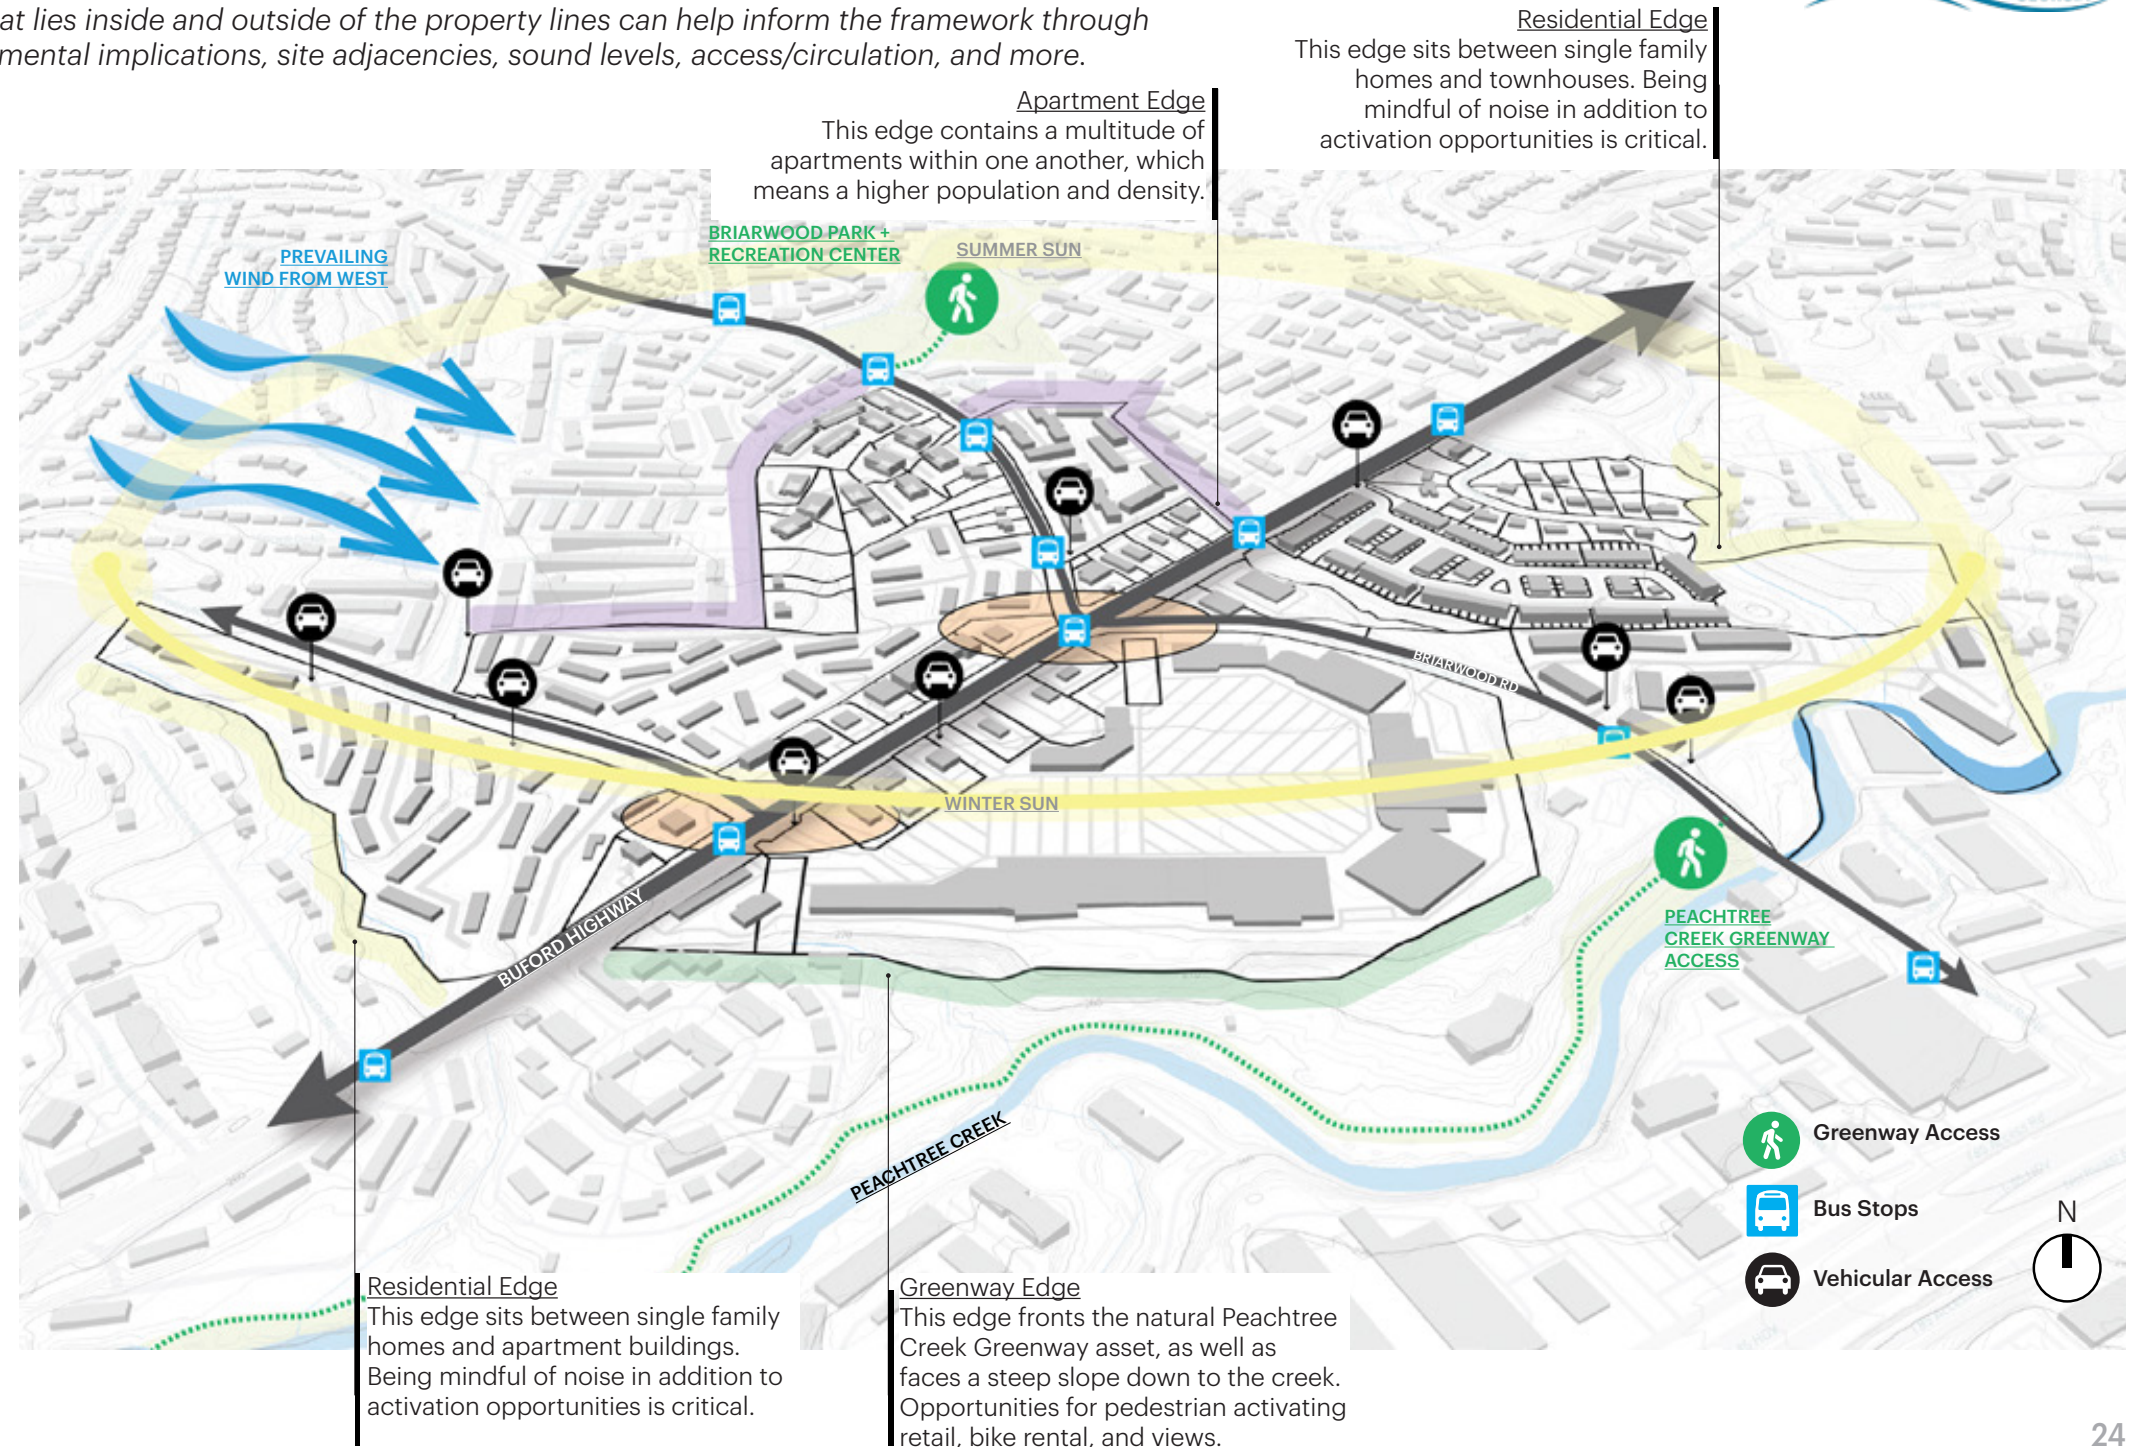 at lies inside and outside of the property lines can help inform the framework through
mental implications, site adjacencies, sound levels, access/circulation, and more.
Residential Edge
This edge sits between single family
homes and townhouses. Being
mindful of noise in addition to
activation opportunities is critical.
Apartment Edge
This edge contains a multitude of
apartments within one another, which
means a higher population and density.
PREVAILING
WIND FROM WEST
BRIARWOOD PARK +
RECREATION CENTER
SUMMER SUN
BRIARWOOD RD
WINTER SUN
BUFORD HIGHWAY
PEACHTREE
CREEK GREENWAY
ACCESS
PEACHTREE CREEK
Greenway Access
Bus Stops
Vehicular Access
N
Residential Edge
This edge sits between single family
homes and apartment buildings.
Being mindful of noise in addition to
activation opportunities is critical.
Greenway Edge
This edge fronts the natural Peachtree
Creek Greenway asset, as well as
faces a steep slope down to the creek.
Opportunities for pedestrian activating
retail, bike rental, and views.
24